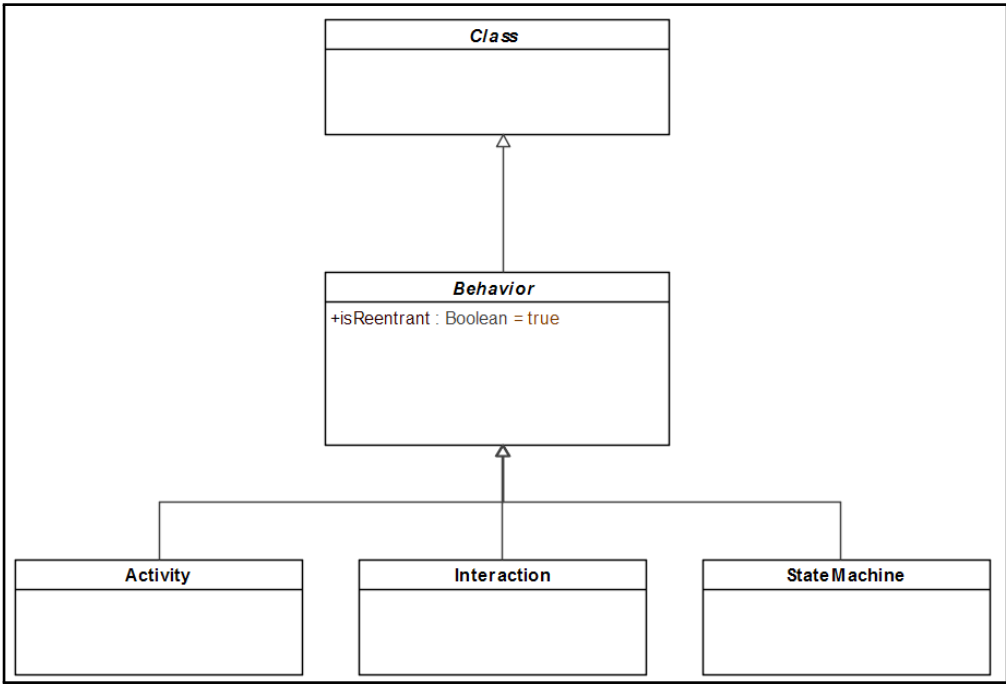 Class
Behavior
+isReentrant : Boolean = true
Activity
Interaction
StateMachine